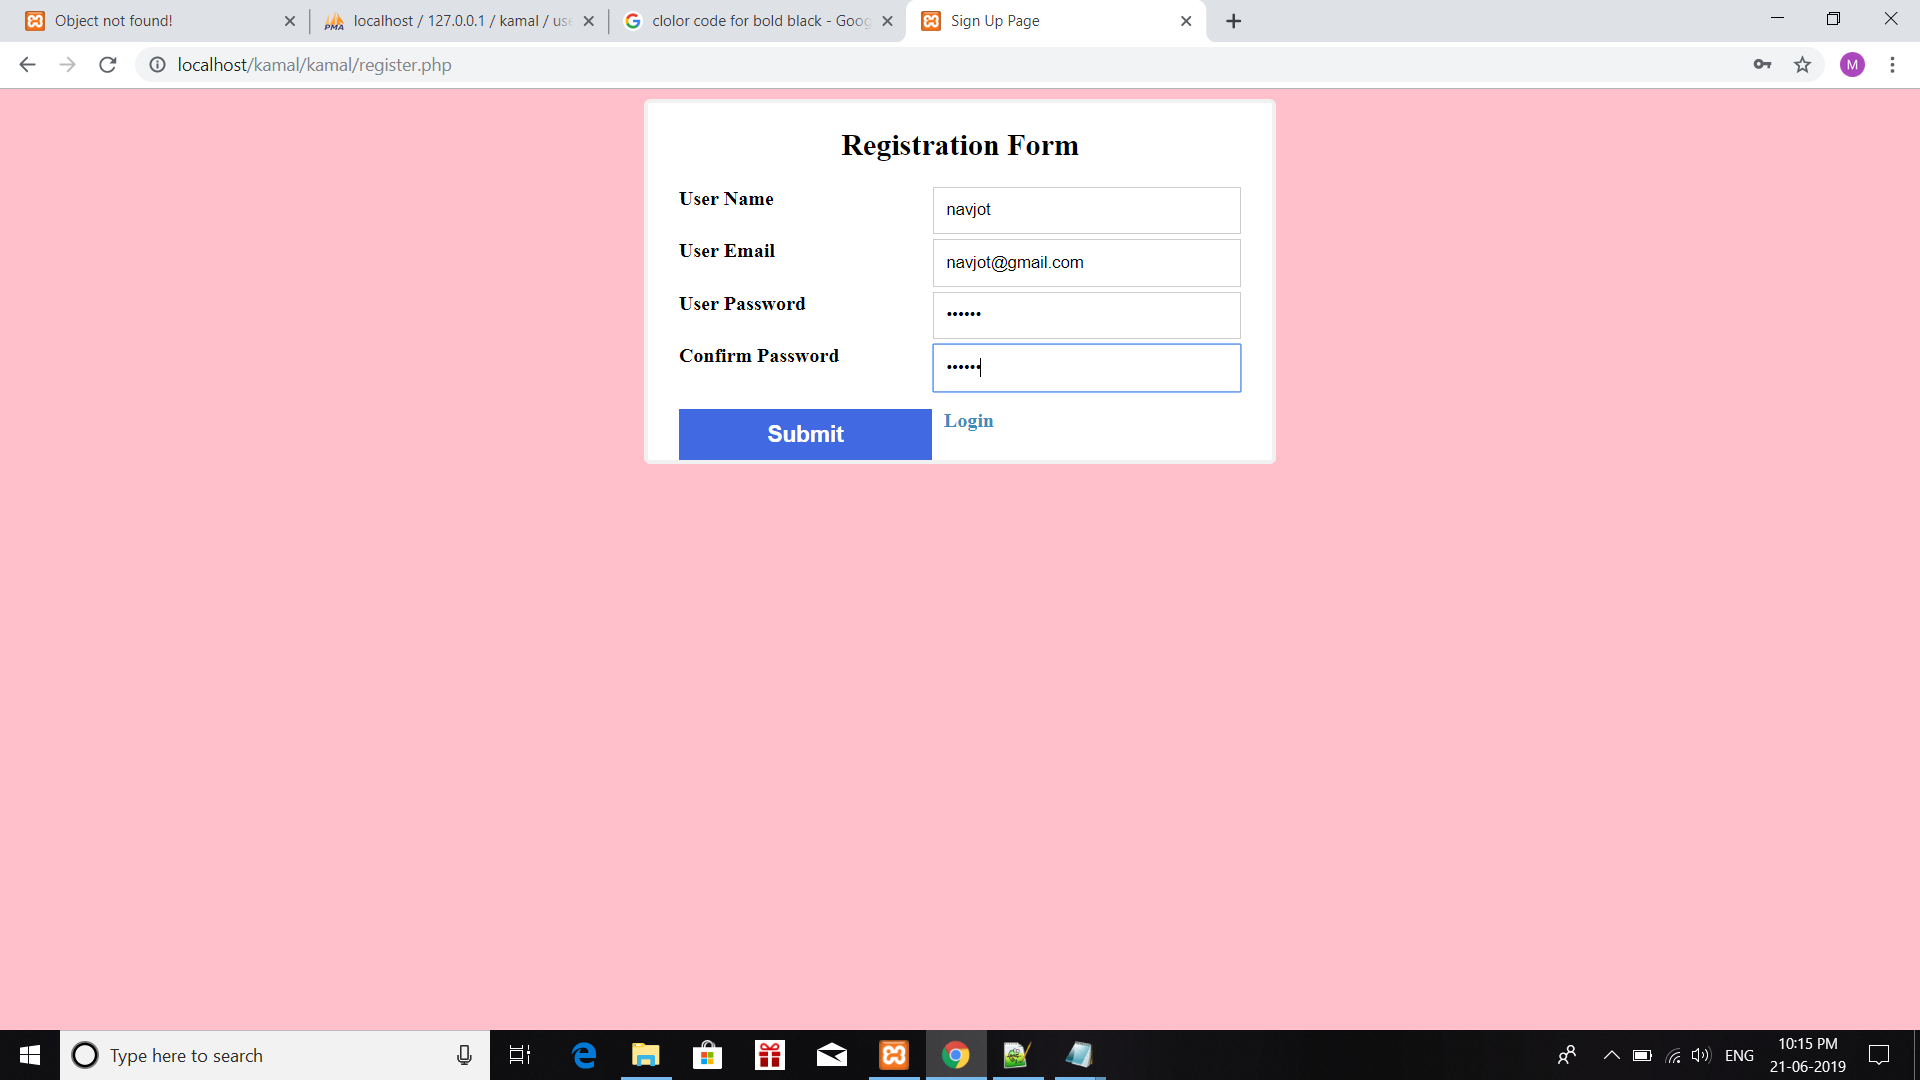 Object not found!
localhost / 127.0.0.1 / kamal / use
clolor code for bold black - Goog
Sign Up Page
localhost/kamal/kamal/register.php
M
Registration Form
User Name
navjot
User Email
navjot@gmail.com
User Password
••••••
Confirm Password
••••••
Submit
Login
Type here to search
ENG
10:15 PM
21-06-2019